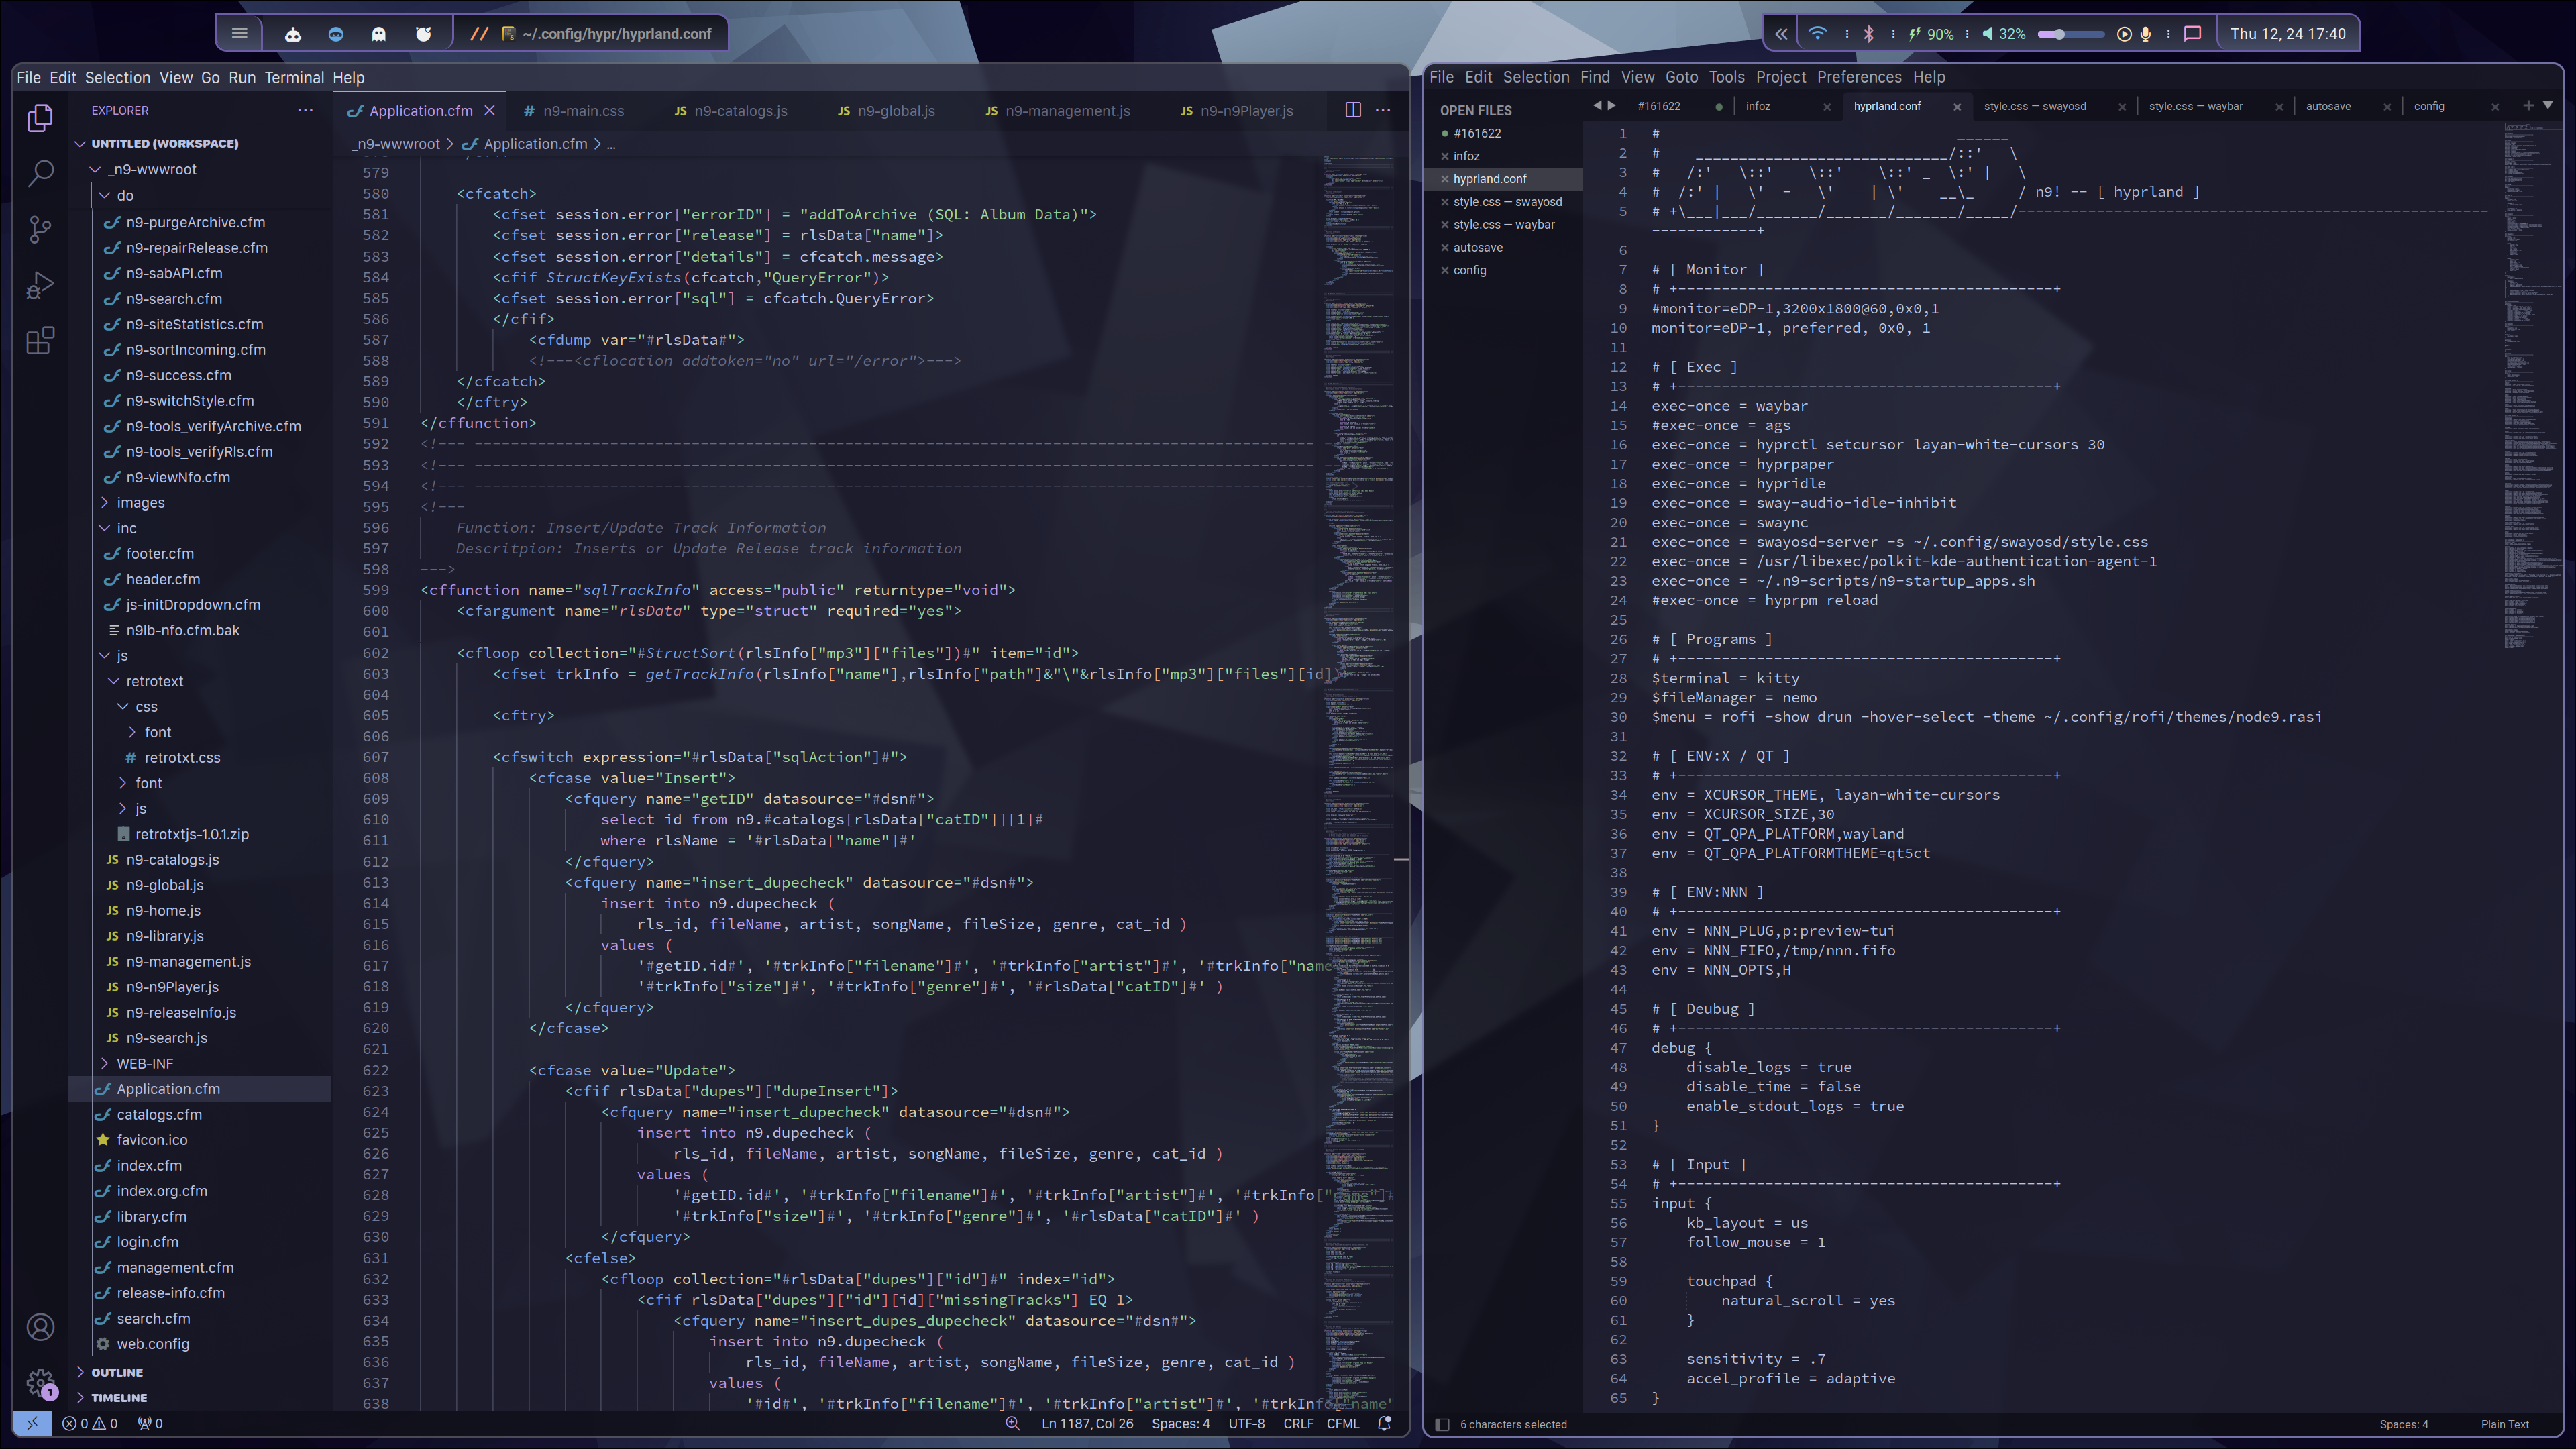 ~/.config/hypr/hyprland.conf
90%
32%
Thu 12, 24 17:40
File Edit Selection View Go Run Terminal Help
EXPLORER
UNTITLED (WORKSPACE)
_n9-wwwroot
do
n9-purgeArchive.cfm
n9-repairRelease.cfm
n9-sabAPI.cfm
n9-search.cfm
n9-siteStatistics.cfm
n9-sortIncoming.cfm
n9-success.cfm
n9-switchStyle.cfm
n9-tools_verifyArchive.cfm
n9-tools_verifyRls.cfm
n9-viewNfo.cfm
images
inc
footer.cfm
header.cfm
js-initDropdown.cfm
n9lb-nfo.cfm.bak
js
retrotext
css
font
# retrotxt.css
font
js
retrotxtjs-1.0.1.zip
JS n9-catalogs.js
JS n9-global.js
JS n9-home.js
JS n9-library.js
JS n9-management.js
JS n9-n9Player.js
JS n9-releaseInfo.js
JS n9-search.js
WEB-INF
Application.cfm
catalogs.cfm
favicon.ico
index.cfm
index.org.cfm
library.cfm
login.cfm
management.cfm
release-info.cfm
search.cfm
web.config
OUTLINE
TIMELINE
1
Application.cfm # n9-main.css JS n9-catalogs.js JS n9-global.js JS n9-management.js JS n9-n9Player.js
_n9-wwwroot > Application.cfm > ...
579
580 <cfcatch>
581 <cfset session.error["errorID"] = "addToArchive (SQL: Album Data)">
582 <cfset session.error["release"] = rlsData["name"]>
583 <cfset session.error["details"] = cfcatch.message>
584 <cfif StructKeyExists(cfcatch,"QueryError")>
585 <cfset session.error["sql"] = cfcatch.QueryError>
586 </cfif>
587 <cfdump var="#rlsData#">
588 <!---<cflocation addtoken="no" url="/error">--->
589 </cfcatch>
590 </cftry>
591 </cffunction>
592 <!--- ---------------------------------------------------------------------------------------------
593 <!--- ---------------------------------------------------------------------------------------------
594 <!--- ---------------------------------------------------------------------------------------------
595 <!---
596 Function: Insert/Update Track Information
597 Descritpion: Inserts or Update Release track information
598 --->
599 <cffunction name="sqlTrackInfo" access="public" returntype="void">
600 <cfargument name="rlsData" type="struct" required="yes">
601
602 <cfloop collection="#StructSort(rlsInfo["mp3"]["files"])#" item="id">
603 <cfset trkInfo = getTrackInfo(rlsInfo["name"],rlsInfo["path"]&"\"&rlsInfo["mp3"]["files"][id]
604
605 <cftry>
606
607 <cfswitch expression="#rlsData["sqlAction"]#">
608 <cfcase value="Insert">
609 <cfquery name="getID" datasource="#dsn#">
610 select id from n9.#catalogs[rlsData["catID"]][1]#
611 where rlsName = '#rlsData["name"]#'
612 </cfquery>
613 <cfquery name="insert_dupecheck" datasource="#dsn#">
614 insert into n9.dupecheck (
615 rls_id, fileName, artist, songName, fileSize, genre, cat_id )
616 values (
617 '#getID.id#', '#trkInfo["filename"]#', '#trkInfo["artist"]#', '#trkInfo["name"
618 '#trkInfo["size"]#', '#trkInfo["genre"]#', '#rlsData["catID"]#' )
619 </cfquery>
620 </cfcase>
621
622 <cfcase value="Update">
623 <cfif rlsData["dupes"]["dupeInsert"]>
624 <cfquery name="insert_dupecheck" datasource="#dsn#">
625 insert into n9.dupecheck (
626 rls_id, fileName, artist, songName, fileSize, genre, cat_id )
627 values (
628 '#getID.id#', '#trkInfo["filename"]#', '#trkInfo["artist"]#', '#trkInfo["name"]#
629 '#trkInfo["size"]#', '#trkInfo["genre"]#', '#rlsData["catID"]#' )
630 </cfquery>
631 <cfelse>
632 <cfloop collection="#rlsData["dupes"]["id"]#" index="id">
633 <cfif rlsData["dupes"]["id"][id]["missingTracks"] EQ 1>
634 <cfquery name="insert_dupes_dupecheck" datasource="#dsn#">
635 insert into n9.dupecheck (
636 rls_id, fileName, artist, songName, fileSize, genre, cat_id )
637 values (
638 '#id#', '#trkInfo["filename"]#', '#trkInfo["artist"]#', '#trkInfo["name"
0 0 0
Ln 1187, Col 26 Spaces: 4 UTF-8 CRLF CFML
File Edit Selection Find View Goto Tools Project Preferences Help
OPEN FILES
#161622
infoz
hyprland.conf
style.css — swayosd
style.css — waybar
autosave
config
#161622 infoz hyprland.conf style.css — swayosd style.css — waybar autosave config
1 # ______
2 # _____________________________/::' \
3 # /:' \::' \::' \::' _ \:' | \
4 # /:' | \' - \' | \' __\_ / n9! -- [ hyprland ]
5 # +\___|___/_______/_______/______/_____/------------------------------------------------------
-------------+
6
7 # [ Monitor ]
8 # +-------------------------------------------+
9 #monitor=eDP-1,3200x1800@60,0x0,1
10 monitor=eDP-1, preferred, 0x0, 1
11
12 # [ Exec ]
13 # +-------------------------------------------+
14 exec-once = waybar
15 #exec-once = ags
16 exec-once = hyprctl setcursor layan-white-cursors 30
17 exec-once = hyprpaper
18 exec-once = hypridle
19 exec-once = sway-audio-idle-inhibit
20 exec-once = swaync
21 exec-once = swayosd-server -s ~/.config/swayosd/style.css
22 exec-once = /usr/libexec/polkit-kde-authentication-agent-1
23 exec-once = ~/.n9-scripts/n9-startup_apps.sh
24 #exec-once = hyprpm reload
25
26 # [ Programs ]
27 # +-------------------------------------------+
28 $terminal = kitty
29 $fileManager = nemo
30 $menu = rofi -show drun -hover-select -theme ~/.config/rofi/themes/node9.rasi
31
32 # [ ENV:X / QT ]
33 # +-------------------------------------------+
34 env = XCURSOR_THEME, layan-white-cursors
35 env = XCURSOR_SIZE,30
36 env = QT_QPA_PLATFORM,wayland
37 env = QT_QPA_PLATFORMTHEME=qt5ct
38
39 # [ ENV:NNN ]
40 # +-------------------------------------------+
41 env = NNN_PLUG,p:preview-tui
42 env = NNN_FIFO,/tmp/nnn.fifo
43 env = NNN_OPTS,H
44
45 # [ Deubug ]
46 # +-------------------------------------------+
47 debug {
48 disable_logs = true
49 disable_time = false
50 enable_stdout_logs = true
51 }
52
53 # [ Input ]
54 # +-------------------------------------------+
55 input {
56 kb_layout = us
57 follow_mouse = 1
58
59 touchpad {
60 natural_scroll = yes
61 }
62
63 sensitivity = .7
64 accel_profile = adaptive
65 }
6 characters selected
Spaces: 4 Plain Text